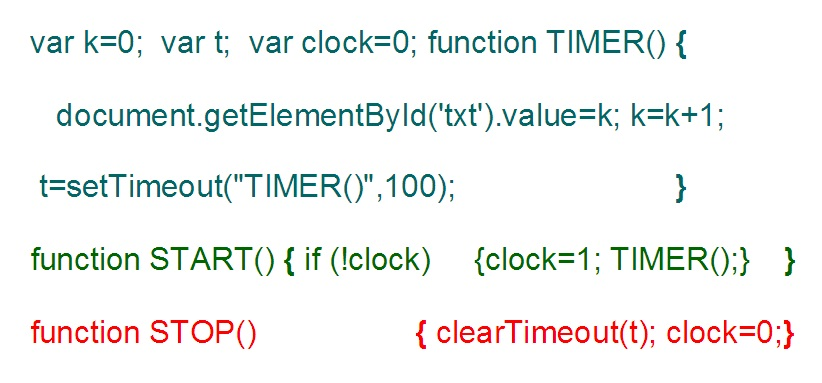 var k=0; var t; var clock=0; function TIMER() {
document.getElementById('txt').value=k; k=k+1;
t=setTimeout("TIMER()",100); }
function START() { if (!clock) {clock=1; TIMER();} }
function STOP() { clearTimeout(t); clock=0;}